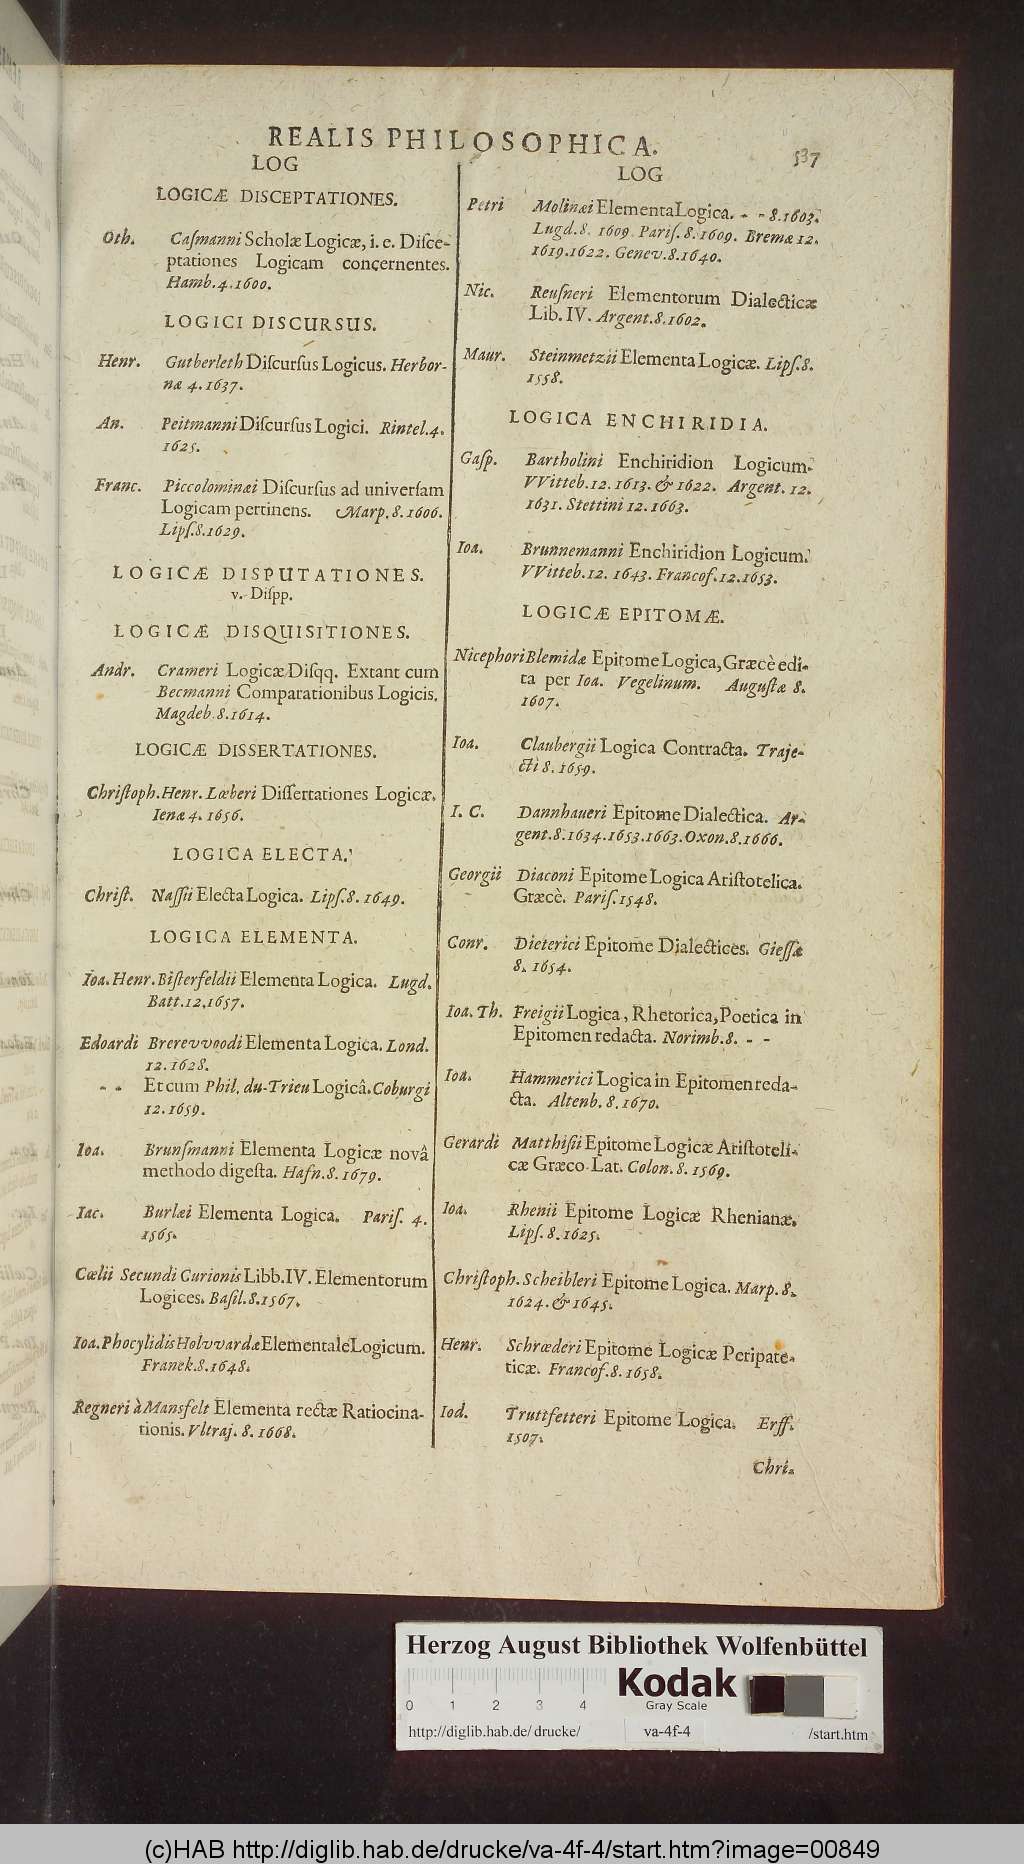 REALIS PHILOSOPHICA.
537
LOG
LOGICÆ DISCEPTATIONES.
Oth. Caſmanni Scholæ Logicæ, i. e. Diſce-
ptationes Logicam concernentes.
Hamb. 4. 1600.
LOGICI DISCURSUS.
Henr. Gutberleth Diſcurſus Logicus. Herbor-
næ 4. 1637.
An. Peitmanni Diſcurſus Logici. Rintel. 4.
1625.
Franc. Piccolominæi Diſcurſus ad univerſam
Logicam pertinens. Marp. 8. 1606.
Lipſ. 8. 1629.
LOGICÆ DISPUTATIONES.
v. Diſpp.
LOGICÆ DISQUISITIONES.
Andr. Crameri Logicæ Diſqq. Extant cum
Becmanni Comparationibus Logicis.
Magdeb. 8. 1614.
LOGICÆ DISSERTATIONES.
Chriſtoph. Henr. Lœberi Diſſertationes Logicæ.
Ienæ 4. 1656.
LOGICA ELECTA.
Chriſt. Naſſii Electa Logica. Lipſ. 8. 1649.
LOGICA ELEMENTA.
Ioa. Henr. Biſterfeldii Elementa Logica. Lugd.
Batt. 12. 1657.
Edoardi Brerevvoodi Elementa Logica. Lond.
12. 1628.
- - Et cum Phil. du-Trieu Logicâ. Coburgi
12. 1659.
Ioa. Brunſmanni Elementa Logicæ novâ
methodo digeſta. Hafn. 8. 1679.
Iac. Burlæi Elementa Logica. Pariſ. 4.
1565.
Cœlii Secundi Curionis Libb. IV. Elementorum
Logices. Baſil. 8. 1567.
Ioa. Phocylidis Holvvardæ Elementale Logicum.
Franek. 8. 1648.
Regneri à Mansfelt Elementa rectæ Ratiocina-
tionis. Vltraj. 8. 1668.
LOG
Petri Molinæi Elementa Logica. - - 8. 1603.
Lugd. 8. 1609. Pariſ. 8. 1609. Bremæ 12.
1619. 1622. Genev. 8. 1640.
Nic. Reuſneri Elementorum Dialecticæ
Lib. IV. Argent. 8. 1602.
Maur. Steinmetzii Elementa Logicæ. Lipſ. 8.
1558.
LOGICA ENCHIRIDIA.
Gaſp. Bartholini Enchiridion Logicum.
VVitteb. 12. 1613. & 1622. Argent. 12.
1631. Stettini 12. 1663.
Ioa. Brunnemanni Enchiridion Logicum.
VVitteb. 12. 1643. Francof. 12. 1653.
LOGICÆ EPITOMÆ.
Nicephori Blemidæ Epitome Logica, Græcè edi-
ta per Ioa. Vegelinum. Auguſtæ 8.
1607.
Ioa. Claubergii Logica Contracta. Traje-
cti 8. 1659.
I. C. Dannhaueri Epitome Dialectica. Ar-
gent. 8. 1634. 1653. 1663. Oxon. 8. 1666.
Georgii Diaconi Epitome Logica Ariſtotelica.
Græcè. Pariſ. 1548.
Conr. Dieterici Epitome Dialectices. Gieſſæ
8. 1654.
Ioa. Th. Freigii Logica, Rhetorica, Poetica in
Epitomen redacta. Norimb. 8. - -
Ioa. Hammerici Logica in Epitomen reda-
cta. Altenb. 8. 1670.
Gerardi Matthiſii Epitome Logicæ Ariſtoteli-
cæ Græco-Lat. Colon. 8. 1569.
Ioa. Rhenii Epitome Logicæ Rhenianæ.
Lipſ. 8. 1625.
Chriſtoph. Scheibleri Epitome Logica. Marp. 8.
1624. & 1645.
Henr. Schrœderi Epitome Logicæ Peripate-
ticæ. Francof. 8. 1658.
Iod. Truttfetteri Epitome Logica. Erff.
1507.
Chri-
Herzog August Bibliothek Wolfenbüttel
0 1 2 3 4
Kodak
Gray Scale
http://diglib.hab.de/drucke/ va-4f-4 /start.htm
(c)HAB http://diglib.hab.de/drucke/va-4f-4/start.htm?image=00849